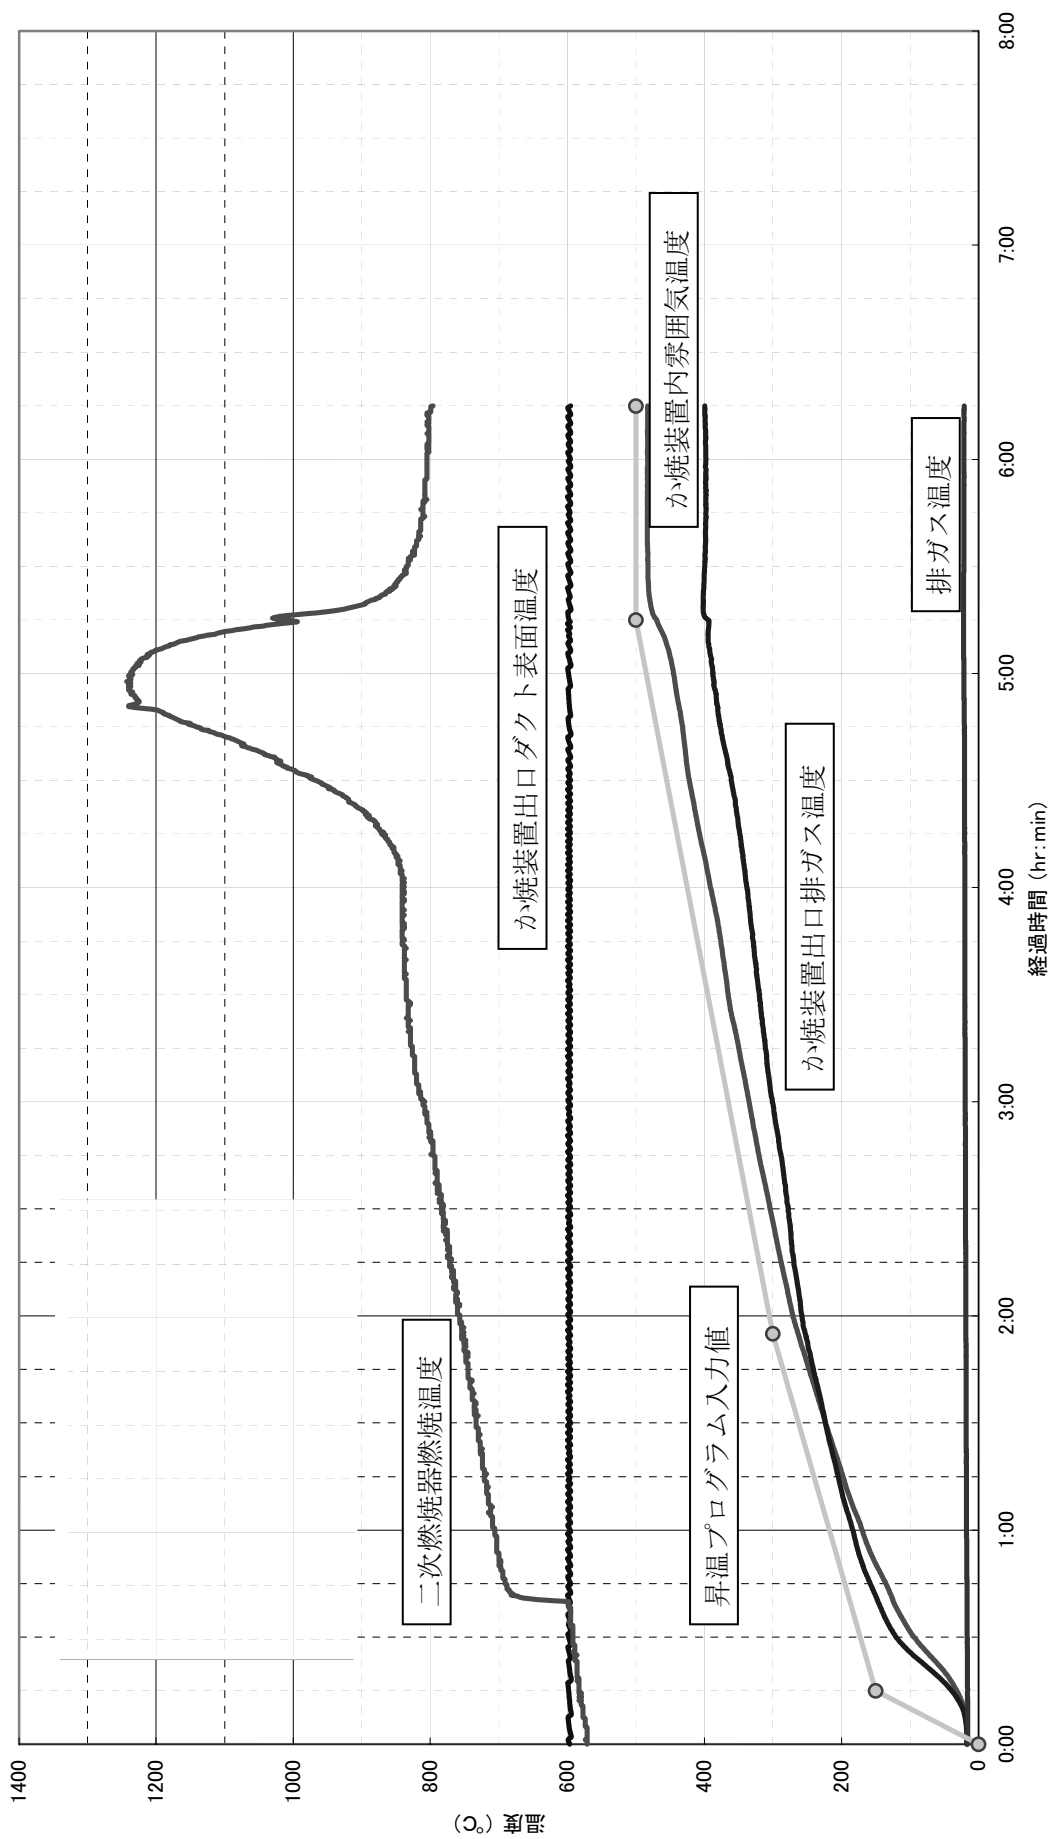 温度 (℃)
1400
1200
1000
800
600
400
200
0
二次燃焼器燃焼温度
か焼装置出口ダクト表面温度
昇温プログラム入力値
か焼装置内雰囲気温度
か焼装置出口排ガス温度
排ガス温度
0:00
1:00
2:00
3:00
4:00
5:00
6:00
7:00
8:00
経過時間 (hr:min)